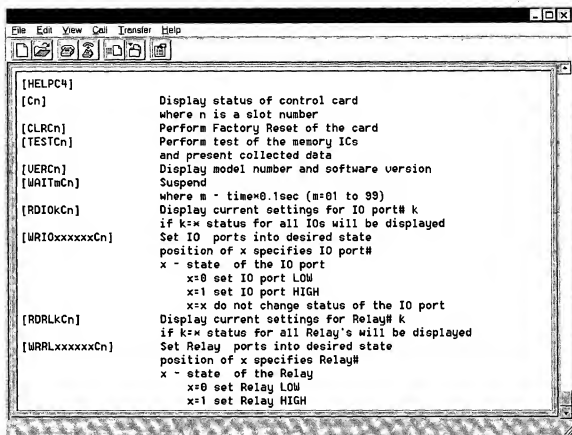 File Edit View Call Transfer Help
[HELPC4]
[Cn] Display status of control card
where n is a slot number
[CLRCn] Perform Factory Reset of the card
[TESTCn] Perform test of the memory ICs
and present collected data
[VERCn] Display model number and software version
[WAITmCn] Suspend
where m - time*0.1sec (m=01 to 99)
[RDIOkCn] Display current settings for IO port# k
if k=* status for all IOs will be displayed
[WRIOxxxxxxCn] Set IO ports into desired state
position of x specifies IO port#
x - state of the IO port
x=0 set IO port LOW
x=1 set IO port HIGH
x=x do not change status of the IO port
[RDRLkCn] Display current settings for Relay# k
if k=* status for all Relay's will be displayed
[WRRLxxxxxxCn] Set Relay ports into desired state
position of x specifies Relay#
x - state of the Relay
x=0 set Relay LOW
x=1 set Relay HIGH